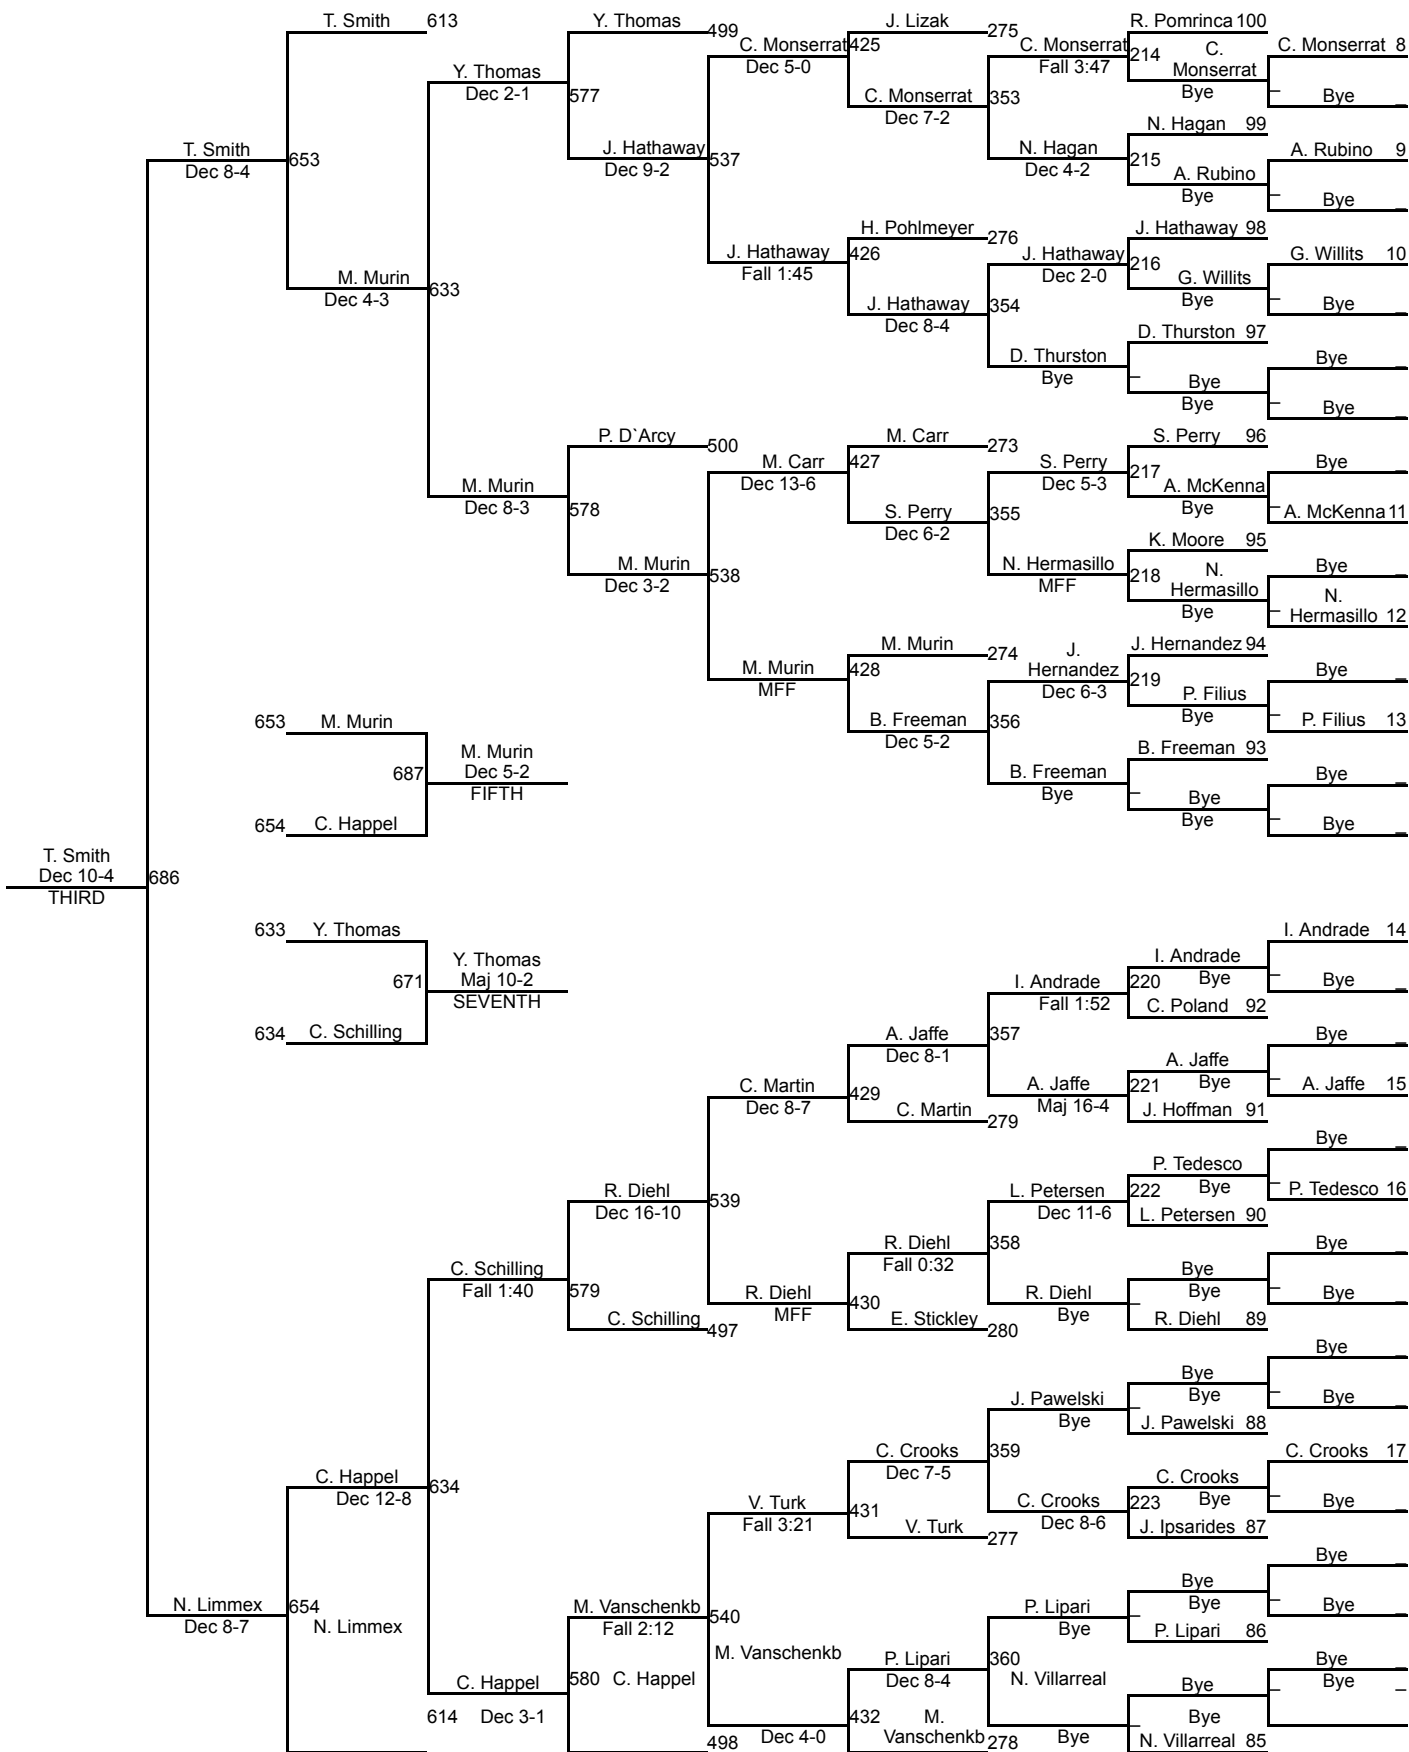 T. Smith 613
Y. Thomas 499
J. Lizak 275
R. Pomrinca 100
C. Monserrat 8
C. Monserrat 425
Dec 5-0
C. Monserrat
Fall 3:47
214
C.
Monserrat
Bye
_ Bye _
Y. Thomas
Dec 2-1
577
C. Monserrat 353
Dec 7-2
N. Hagan 99
T. Smith
Dec 8-4
653
J. Hathaway 537
Dec 9-2
N. Hagan
Dec 4-2
215
A. Rubino
Bye
A. Rubino 9
_ Bye _
H. Pohlmeyer 276
J. Hathaway 98
J. Hathaway
Fall 1:45
426
J. Hathaway
Dec 2-0
216
G. Willits
Bye
G. Willits 10
_ Bye _
M. Murin
Dec 4-3
633
J. Hathaway
Dec 8-4
354
D. Thurston 97
D. Thurston
Bye
_ Bye
Bye
Bye _
_ Bye _
P. D`Arcy 500
M. Carr 273
S. Perry 96
M. Carr
Dec 13-6
427
S. Perry
Dec 5-3
217
A. McKenna
Bye
Bye _
_ A. McKenna 11
M. Murin
Dec 8-3
578
S. Perry
Dec 6-2
355
K. Moore 95
M. Murin
Dec 3-2
538
N. Hermasillo
MFF
218
N.
Hermasillo
Bye
Bye _
_ N.
Hermasillo 12
M. Murin 274
J.
Hernandez
Dec 6-3
J. Hernandez 94
M. Murin
MFF
428
219
P. Filius
Bye
Bye _
_ P. Filius 13
653 M. Murin
B. Freeman
Dec 5-2
356
B. Freeman 93
687
M. Murin
Dec 5-2
FIFTH
B. Freeman
Bye
_ Bye
Bye
Bye _
_ Bye _
654 C. Happel
T. Smith
Dec 10-4
THIRD
686
633 Y. Thomas
I. Andrade 14
671
Y. Thomas
Maj 10-2
SEVENTH
I. Andrade
Fall 1:52
I. Andrade
220 Bye
C. Poland 92
_ Bye _
634 C. Schilling
A. Jaffe
Dec 8-1
357
Bye _
C. Martin
Dec 8-7
429
C. Martin 279
A. Jaffe
Maj 16-4
A. Jaffe
221 Bye
J. Hoffman 91
_ A. Jaffe 15
Bye _
R. Diehl
Dec 16-10
539
L. Petersen
Dec 11-6
P. Tedesco
222 Bye
L. Petersen 90
_ P. Tedesco 16
R. Diehl
Fall 0:32
358
Bye _
C. Schilling
Fall 1:40
579
R. Diehl
MFF
430
R. Diehl
Bye
Bye
_ Bye
R. Diehl 89
_ Bye _
C. Schilling 497
E. Stickley 280
Bye _
J. Pawelski
Bye
Bye
_ Bye
J. Pawelski 88
_ Bye _
C. Crooks
Dec 7-5
359
C. Crooks 17
C. Happel
Dec 12-8
634
V. Turk
Fall 3:21
431
V. Turk 277
C. Crooks
Dec 8-6
C. Crooks
223 Bye
J. Ipsarides 87
_ Bye _
Bye _
N. Limmex
Dec 8-7
654
N. Limmex
M. Vanschenkb
Fall 2:12
540
P. Lipari
Bye
Bye
_ Bye
P. Lipari 86
_ Bye _
M. Vanschenkb
P. Lipari
Dec 8-4
360
N. Villarreal
Bye _
_ Bye _
C. Happel
580 C. Happel
Bye
614 Dec 3-1
498 Dec 4-0
432 M.
Vanschenkb 278
Bye
_ Bye
N. Villarreal 85